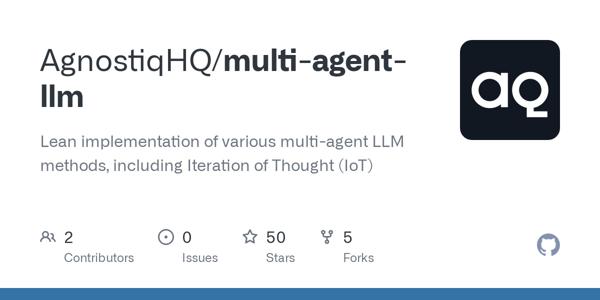 AgnostiqHQ/multi-agent-
llm
aQ
Lean implementation of various multi-agent LLM
methods, including Iteration of Thought (IoT)
2 0 50 5
Contributors Issues Stars Forks